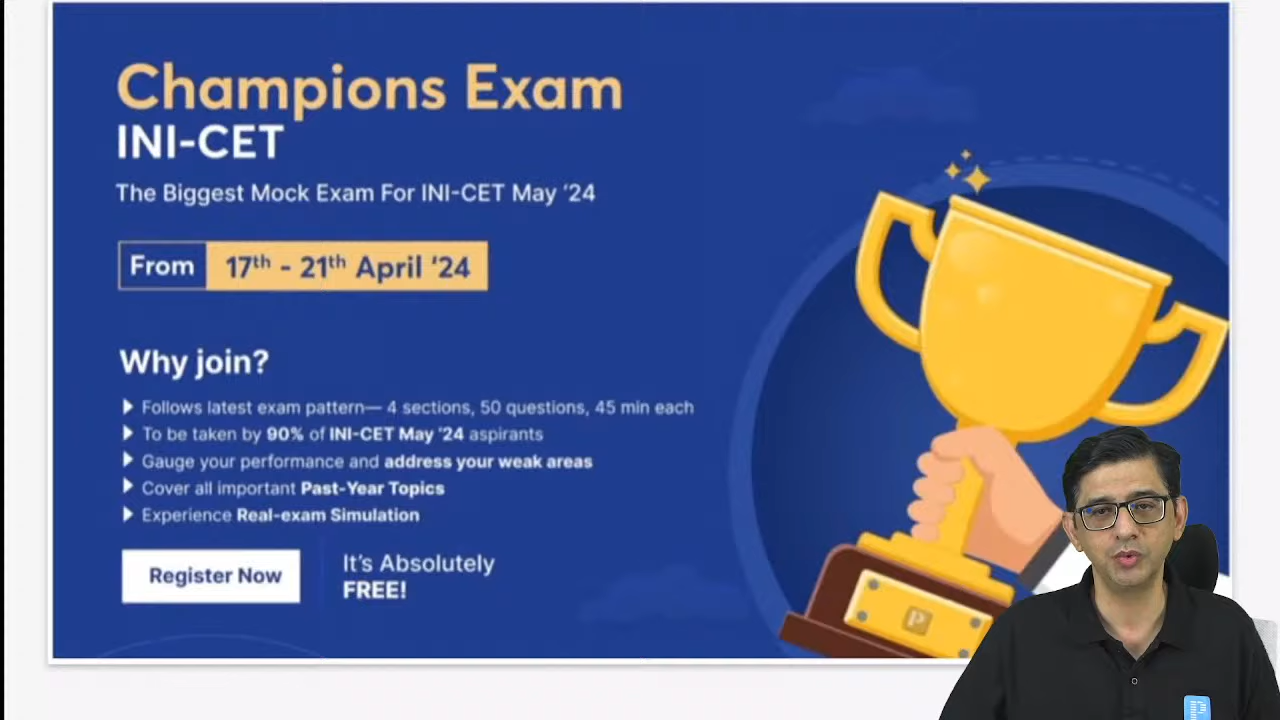 Champions Exam
INI-CET
The Biggest Mock Exam For INI-CET May ‘24
From 17th - 21th April ‘24
Why join?
Follows latest exam pattern— 4 sections, 50 questions, 45 min each
To be taken by 90% of INI-CET May ‘24 aspirants
Gauge your performance and address your weak areas
Cover all important Past-Year Topics
Experience Real-exam Simulation
Register Now
It’s Absolutely
FREE!
P